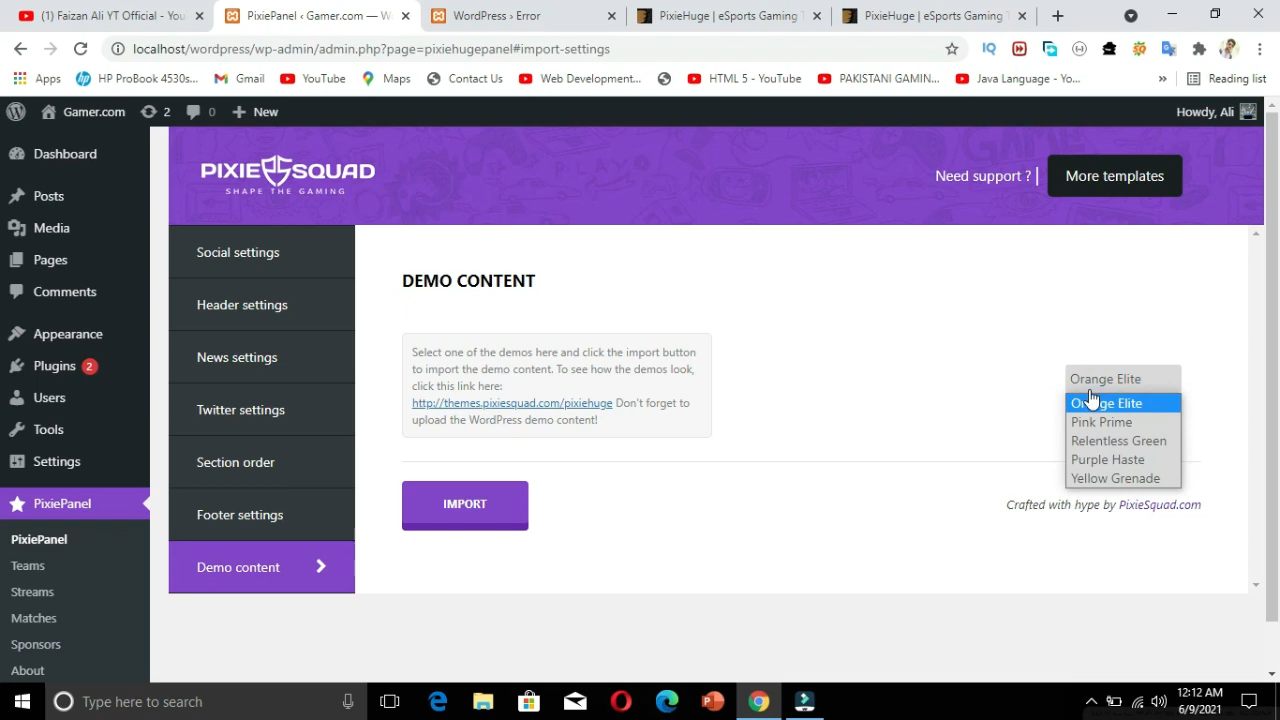 (1) Faizan Ali YT Official - You
PixiePanel ‹ Gamer.com — W
WordPress › Error
PixieHuge | eSports Gaming T
PixieHuge | eSports Gaming T
localhost/wordpress/wp-admin/admin.php?page=pixiehugepanel#import-settings
Apps
HP ProBook 4530s...
Gmail
YouTube
Maps
Contact Us
Web Development...
HTML 5 - YouTube
PAKISTANI GAMIN...
Java Language - Yo...
»
Reading list
Gamer.com
2
0
New
Howdy, Ali
Dashboard
Posts
Media
Pages
Comments
Appearance
Plugins 2
Users
Tools
Settings
PixiePanel
PixiePanel
Teams
Streams
Matches
Sponsors
About
PIXIE SQUAD
SHAPE THE GAMING
Need support ? |
More templates
Social settings
Header settings
News settings
Twitter settings
Section order
Footer settings
Demo content
DEMO CONTENT
Select one of the demos here and click the import button
to import the demo content. To see how the demos look,
click this link here:
http://themes.pixiesquad.com/pixiehuge Don't forget to
upload the WordPress demo content!
Orange Elite
Orange Elite
Pink Prime
Relentless Green
Purple Haste
Yellow Grenade
IMPORT
Crafted with hype by PixieSquad.com
Type here to search
12:12 AM
6/9/2021